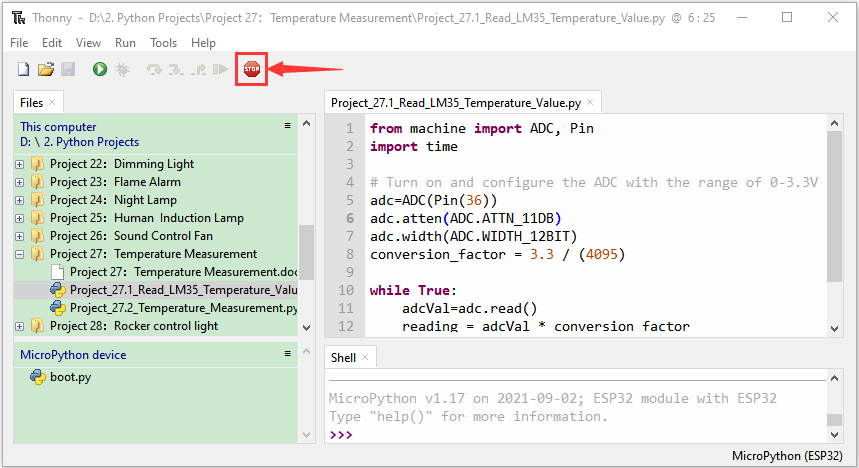 Thonny - D:\2. Python Projects\Project 27：Temperature Measurement\Project_27.1_Read_LM35_Temperature_Value.py @ 6 : 25
File Edit View Run Tools Help
STOP
Files
This computer
D: \ 2. Python Projects
Project 22：Dimming Light
Project 23：Flame Alarm
Project 24：Night Lamp
Project 25：Human Induction Lamp
Project 26：Sound Control Fan
Project 27：Temperature Measurement
Project 27：Temperature Measurement.doc
Project_27.1_Read_LM35_Temperature_Valu
Project_27.2_Temperature_Measurement.py
Project 28：Rocker control light
MicroPython device
boot.py
Project_27.1_Read_LM35_Temperature_Value.py
1 from machine import ADC, Pin
2 import time
3
4 # Turn on and configure the ADC with the range of 0-3.3V
5 adc=ADC(Pin(36))
6 adc.atten(ADC.ATTN_11DB)
7 adc.width(ADC.WIDTH_12BIT)
8 conversion_factor = 3.3 / (4095)
9
10 while True:
11 adcVal=adc.read()
12 reading = adcVal * conversion_factor
Shell
MicroPython v1.17 on 2021-09-02; ESP32 module with ESP32
Type "help()" for more information.
>>>
MicroPython (ESP32)